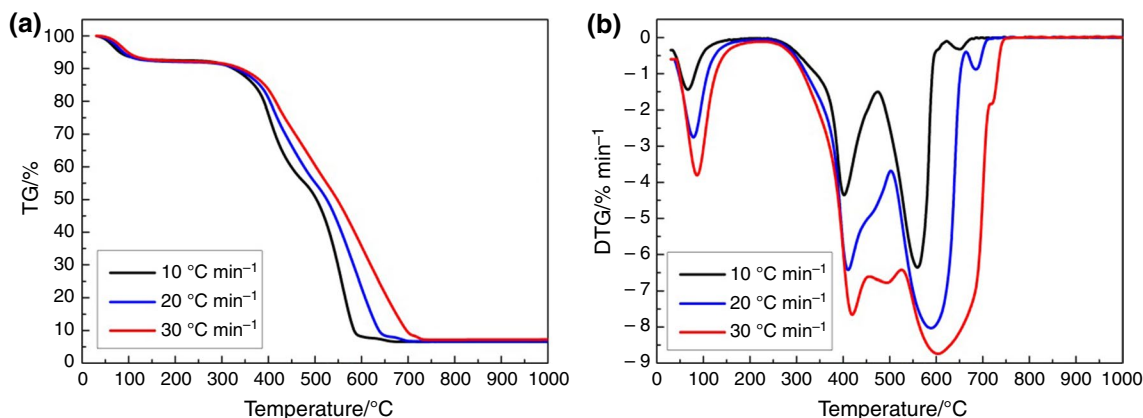 (a)
100
90
80
70
60
50
40
30
20
10
0
TG/%
10 °C min⁻¹
20 °C min⁻¹
30 °C min⁻¹
0 100 200 300 400 500 600 700 800 900 1000
Temperature/°C
(b)
0
−1
−2
−3
−4
−5
−6
−7
−8
−9
DTG/% min⁻¹
10 °C min⁻¹
20 °C min⁻¹
30 °C min⁻¹
0 100 200 300 400 500 600 700 800 900 1000
Temperature/°C